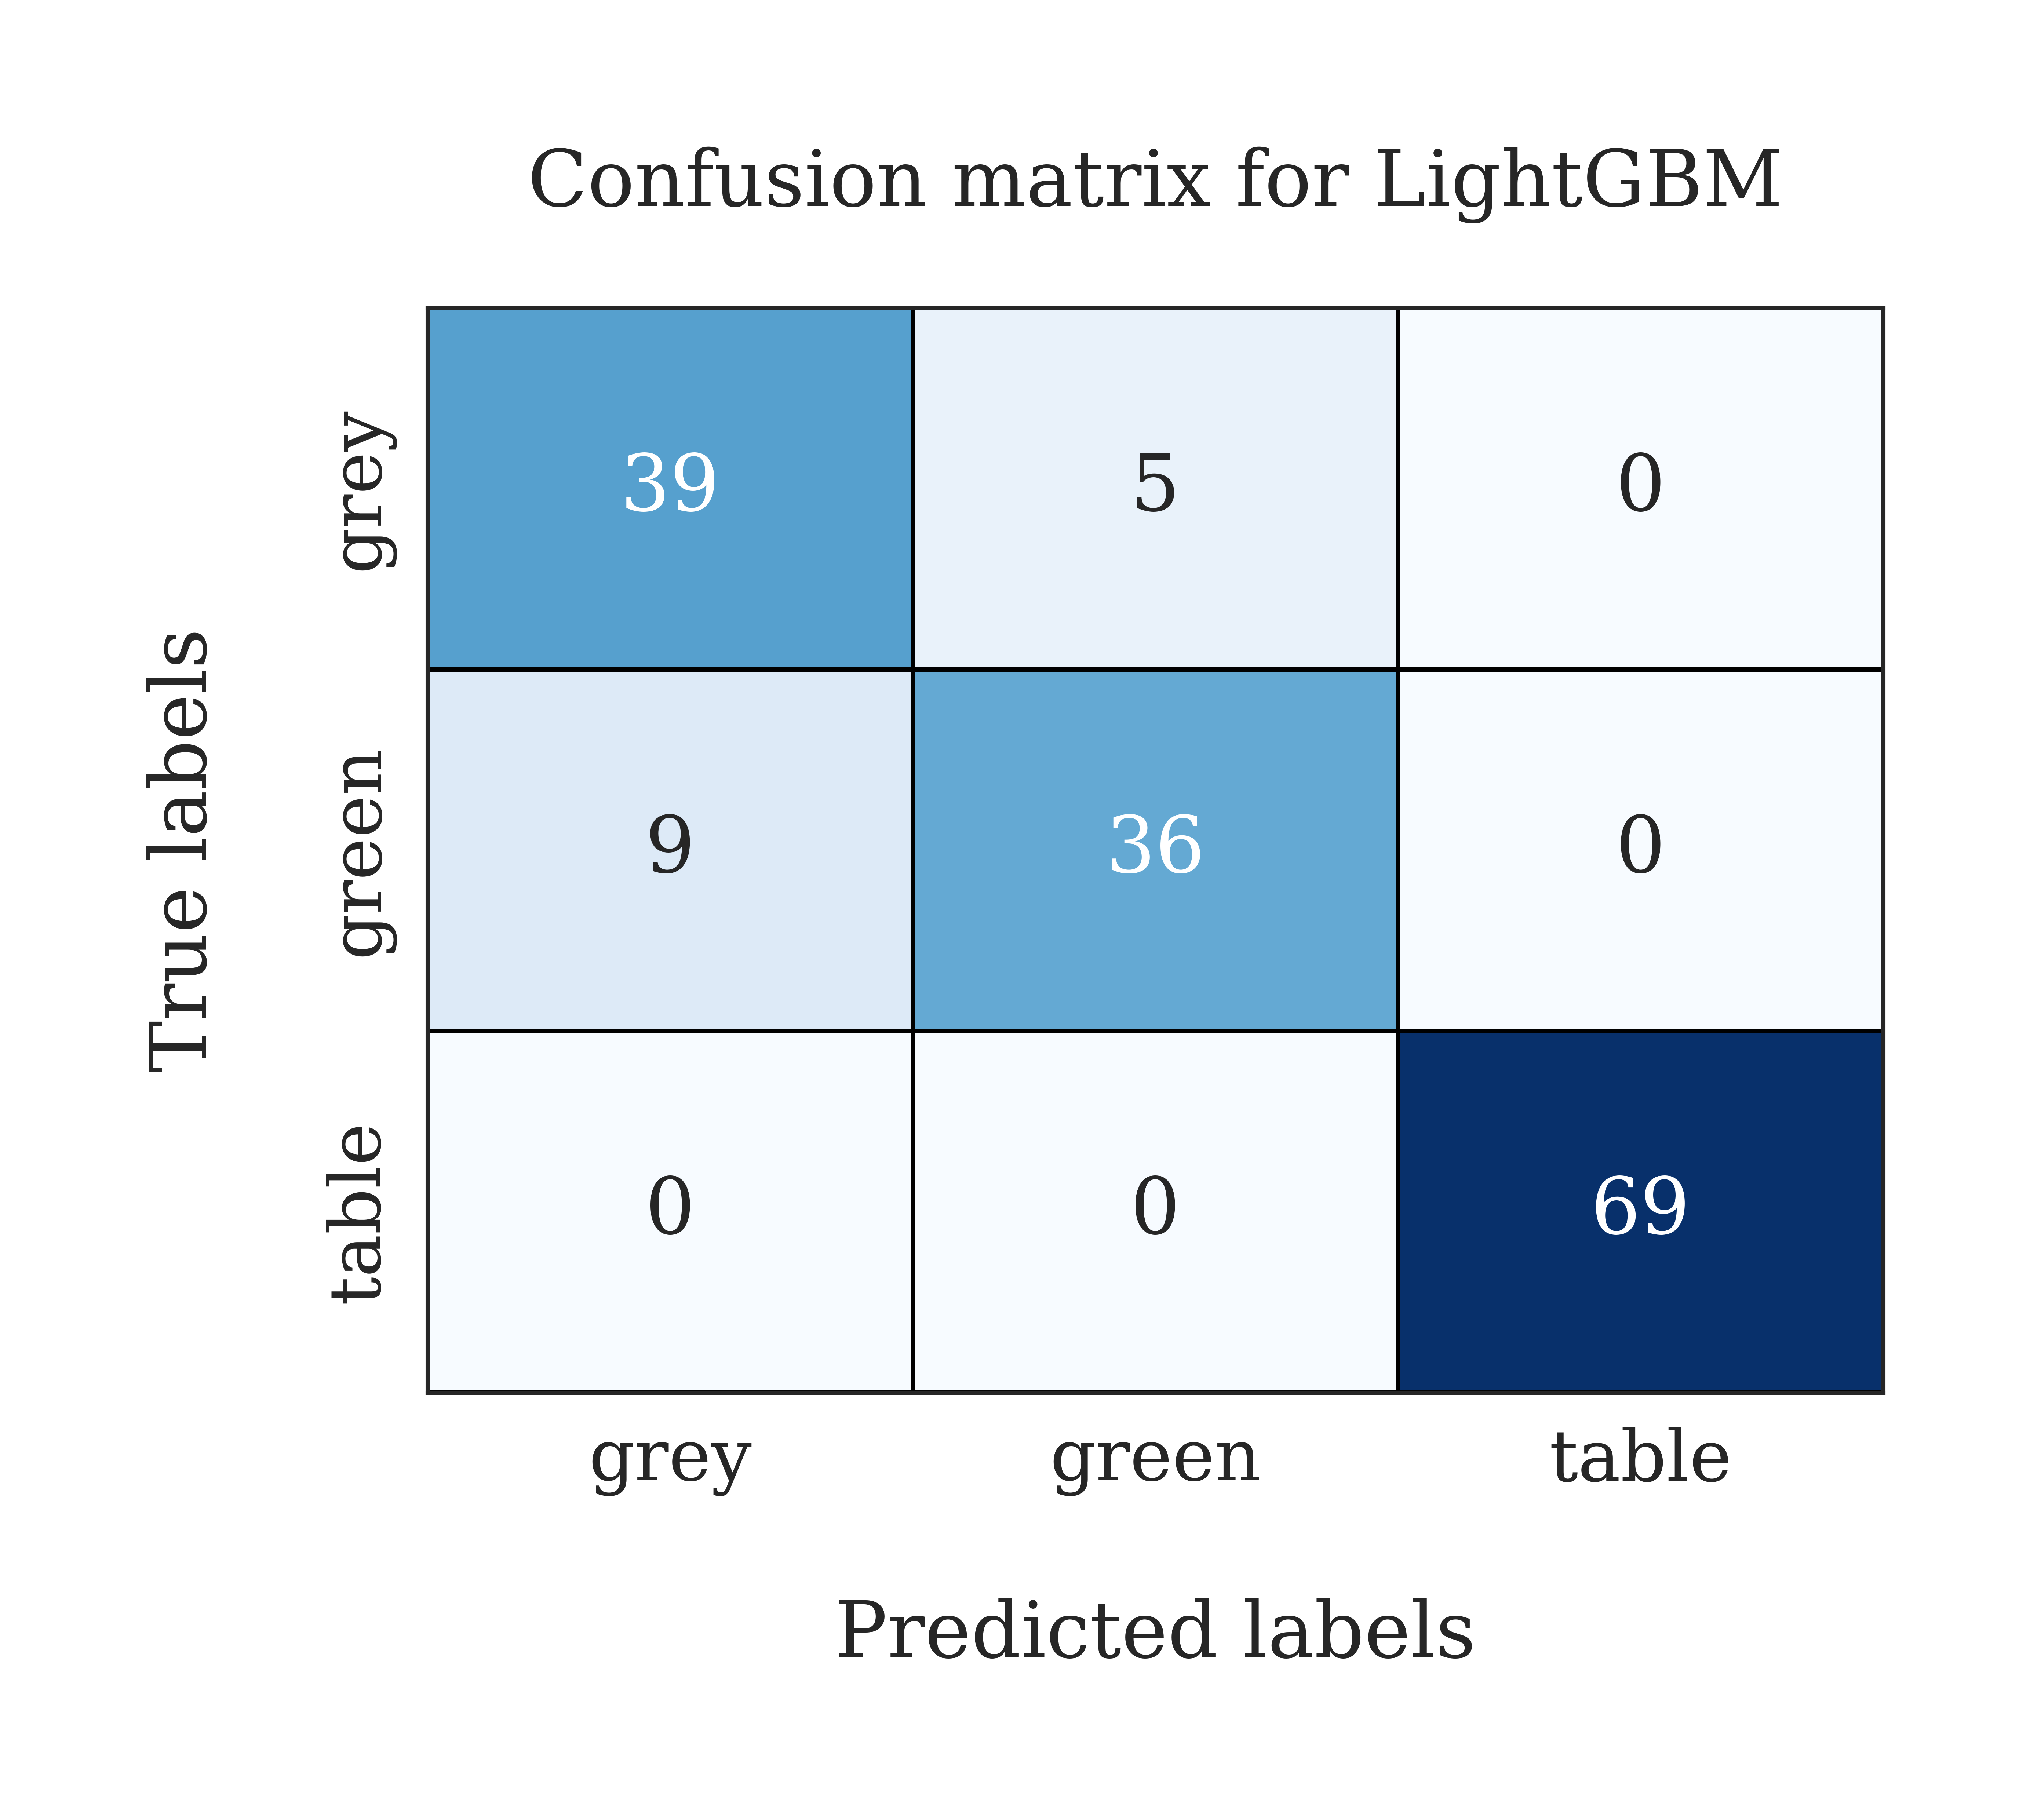 Confusion matrix for LightGBM
True labels
grey
39 5 0
green
9 36 0
table
0 0 69
grey green table
Predicted labels